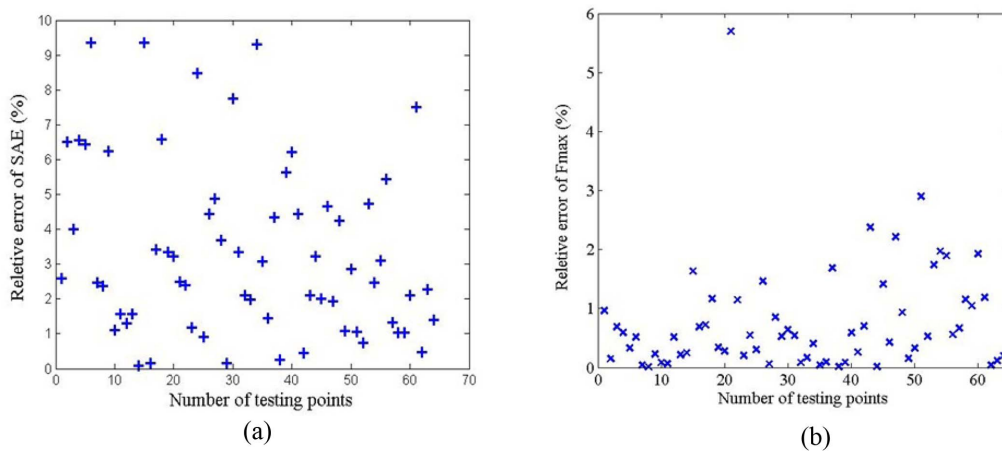 10
9
8
7
6
5
4
3
2
1
0
Reletive error of SAE (%)
0 10 20 30 40 50 60 70
Number of testing points
(a)
6
5
4
3
2
1
0
Reletive error of Fmax (%)
0 10 20 30 40 50 60
Number of testing points
(b)